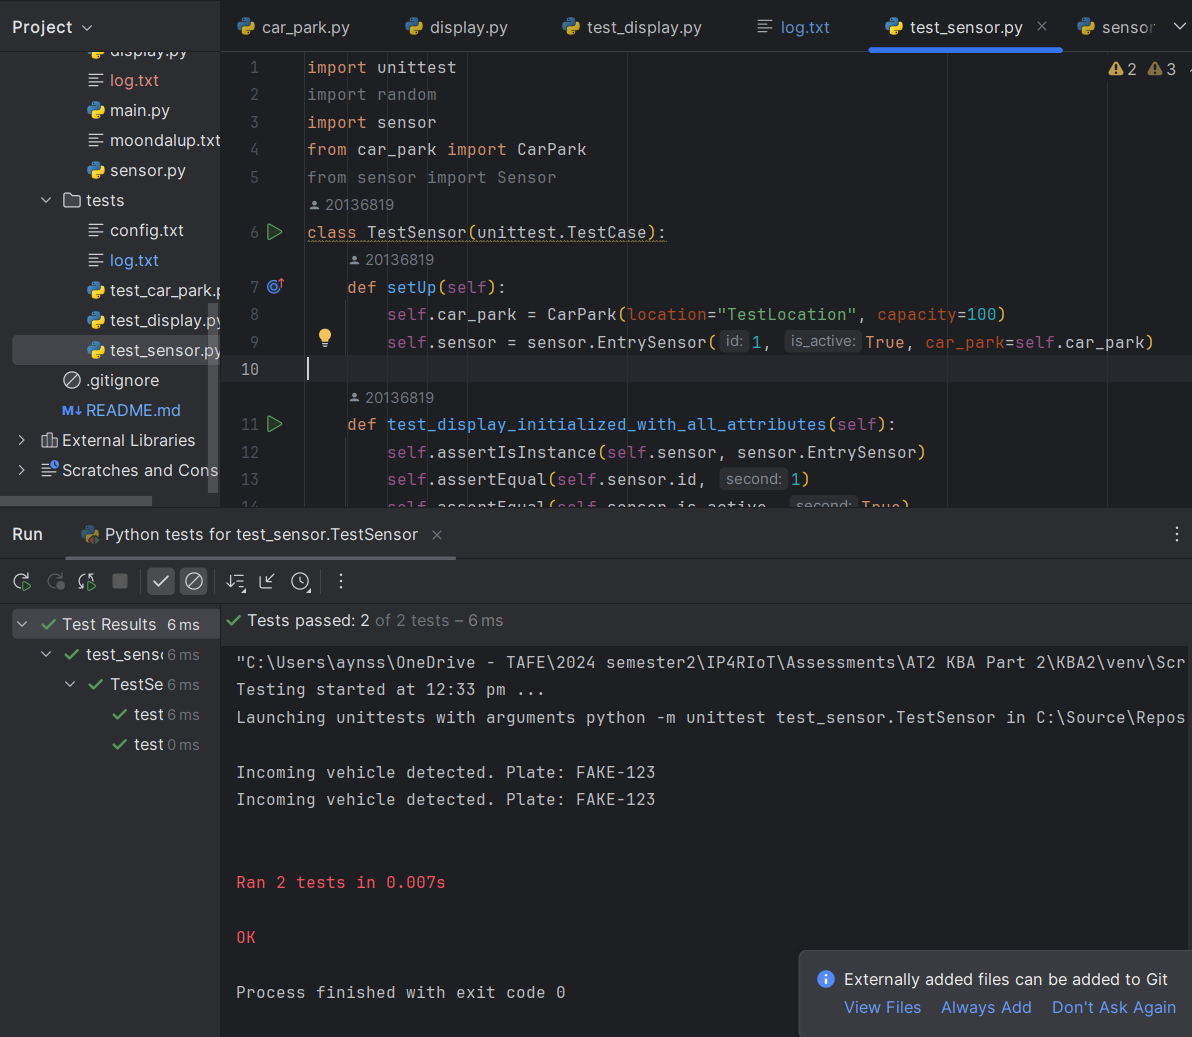 Project
car_park.py
display.py
test_display.py
log.txt
test_sensor.py
sensor
display.py
log.txt
main.py
moondalup.txt
sensor.py
tests
config.txt
log.txt
test_car_park.p
test_display.py
test_sensor.py
.gitignore
M↓ README.md
External Libraries
Scratches and Cons
2 3
1 import unittest
2 import random
3 import sensor
4 from car_park import CarPark
5 from sensor import Sensor
20136819
6 class TestSensor(unittest.TestCase):
20136819
7 def setUp(self):
8 self.car_park = CarPark(location="TestLocation", capacity=100)
9 self.sensor = sensor.EntrySensor( id: 1, is_active: True, car_park=self.car_park)
10
20136819
11 def test_display_initialized_with_all_attributes(self):
12 self.assertIsInstance(self.sensor, sensor.EntrySensor)
13 self.assertEqual(self.sensor.id, second: 1)
14 self.assertEqual(self.sensor.is_active, second: True)
Run
Python tests for test_sensor.TestSensor
Test Results 6 ms
test_senso 6 ms
TestSe 6 ms
test 6 ms
test 0 ms
Tests passed: 2 of 2 tests – 6 ms
"C:\Users\aynss\OneDrive - TAFE\2024 semester2\IP4RIoT\Assessments\AT2 KBA Part 2\KBA2\venv\Scr
Testing started at 12:33 pm ...
Launching unittests with arguments python -m unittest test_sensor.TestSensor in C:\Source\Repos
Incoming vehicle detected. Plate: FAKE-123
Incoming vehicle detected. Plate: FAKE-123
Ran 2 tests in 0.007s
OK
Process finished with exit code 0
Externally added files can be added to Git
View Files Always Add Don't Ask Again